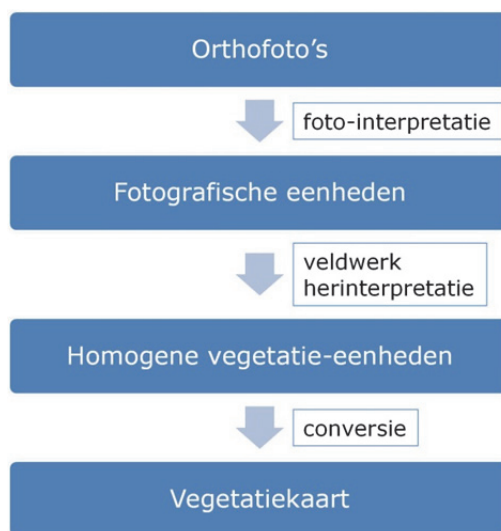 Orthofoto's
foto-interpretatie
Fotografische eenheden
veldwerk
herinterpretatie
Homogene vegetatie-eenheden
conversie
Vegetatiekaart